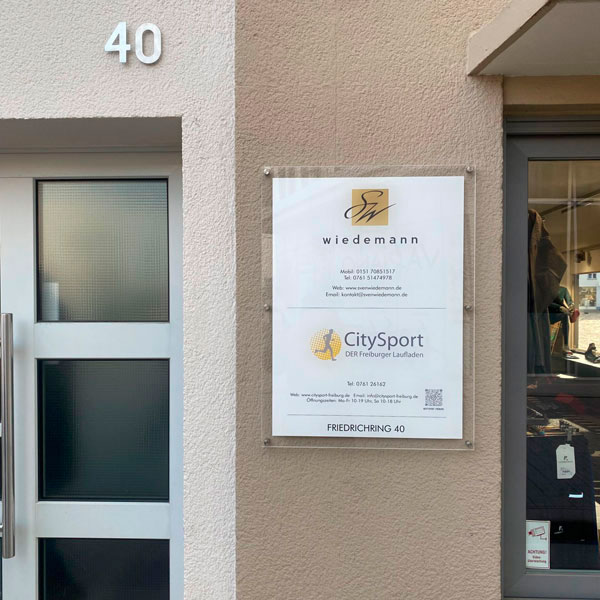 40
SW
wiedemann
Mobil: 0151 70851517
Tel: 0761 51474978
Web: www.svenwiedemann.de
Email: kontakt@svenwiedemann.de
CitySport
DER Freiburger Laufladen
Tel: 0761 26162
Web: www.citysport-freiburg.de Email: info@citysport-freiburg.de
Öffnungszeiten: Mo-Fr 10-19 Uhr, Sa 10-18 Uhr
FRIEDRICHRING 40
ACHTUNG!